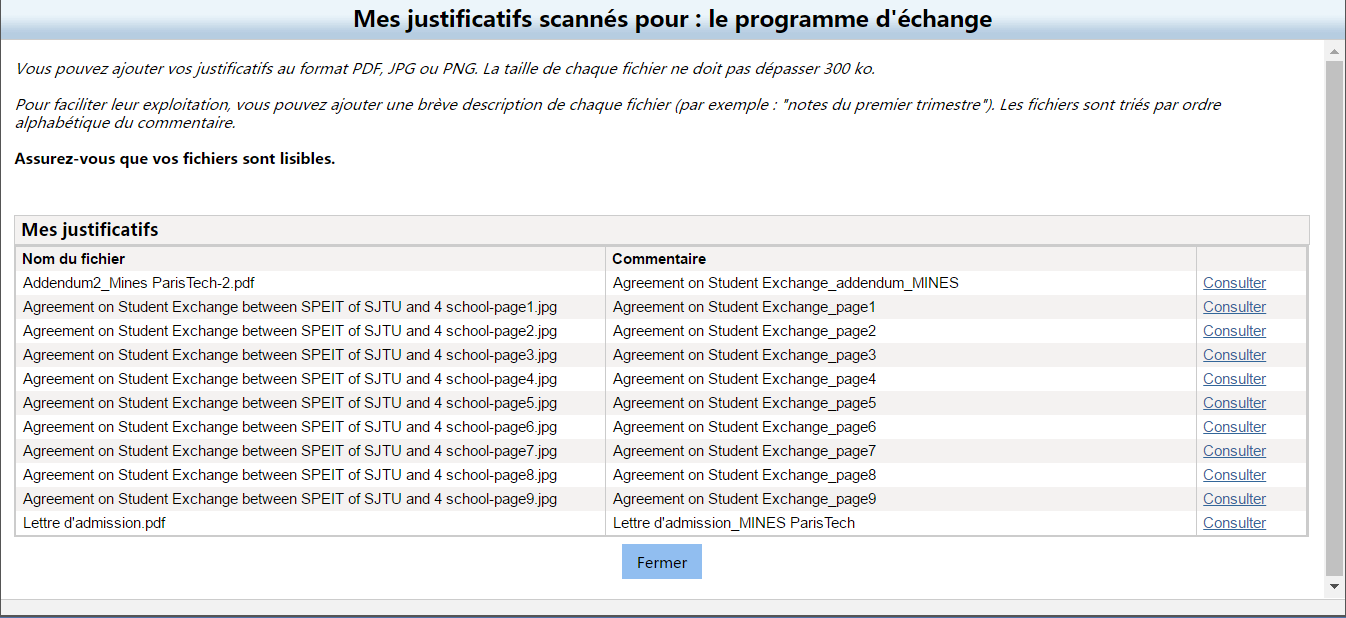 Mes justificatifs scannés pour : le programme d'échange
Vous pouvez ajouter vos justificatifs au format PDF, JPG ou PNG. La taille de chaque fichier ne doit pas dépasser 300 ko.
Pour faciliter leur exploitation, vous pouvez ajouter une brève description de chaque fichier (par exemple : "notes du premier trimestre"). Les fichiers sont triés par ordre
alphabétique du commentaire.
Assurez-vous que vos fichiers sont lisibles.
Mes justificatifs
Nom du fichier Commentaire
Addendum2_Mines ParisTech-2.pdf Agreement on Student Exchange_addendum_MINES Consulter
Agreement on Student Exchange between SPEIT of SJTU and 4 school-page1.jpg Agreement on Student Exchange_page1 Consulter
Agreement on Student Exchange between SPEIT of SJTU and 4 school-page2.jpg Agreement on Student Exchange_page2 Consulter
Agreement on Student Exchange between SPEIT of SJTU and 4 school-page3.jpg Agreement on Student Exchange_page3 Consulter
Agreement on Student Exchange between SPEIT of SJTU and 4 school-page4.jpg Agreement on Student Exchange_page4 Consulter
Agreement on Student Exchange between SPEIT of SJTU and 4 school-page5.jpg Agreement on Student Exchange_page5 Consulter
Agreement on Student Exchange between SPEIT of SJTU and 4 school-page6.jpg Agreement on Student Exchange_page6 Consulter
Agreement on Student Exchange between SPEIT of SJTU and 4 school-page7.jpg Agreement on Student Exchange_page7 Consulter
Agreement on Student Exchange between SPEIT of SJTU and 4 school-page8.jpg Agreement on Student Exchange_page8 Consulter
Agreement on Student Exchange between SPEIT of SJTU and 4 school-page9.jpg Agreement on Student Exchange_page9 Consulter
Lettre d'admission.pdf Lettre d'admission_MINES ParisTech Consulter
Fermer